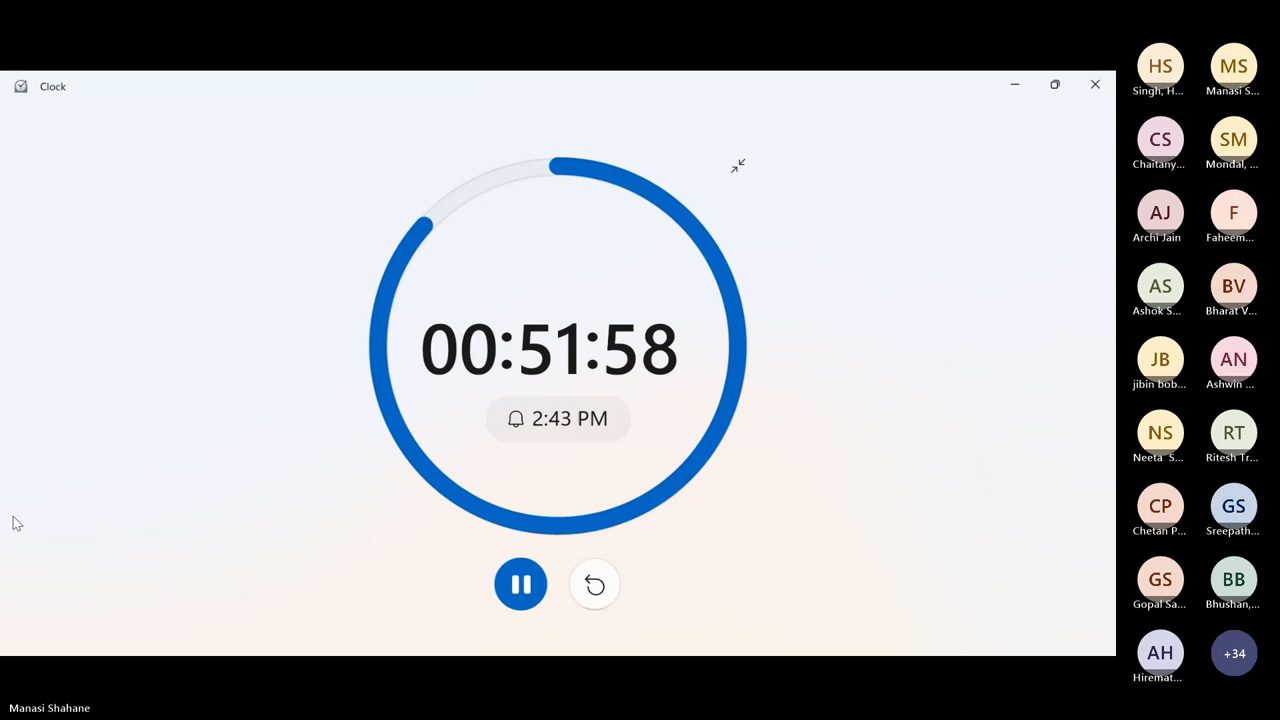 Clock
00:51:58
2:43 PM
HS
Singh, H...
MS
Manasi S...
CS
Chaitany...
SM
Mondal, ...
AJ
Archi Jain
F
Faheem...
AS
Ashok S...
BV
Bharat V...
JB
jibin bob...
AN
Ashwin ...
NS
Neeta S...
RT
Ritesh Tr...
CP
Chetan P...
GS
Sreepath...
GS
Gopal Sa...
BB
Bhushan,...
AH
Hiremat...
+34
Manasi Shahane